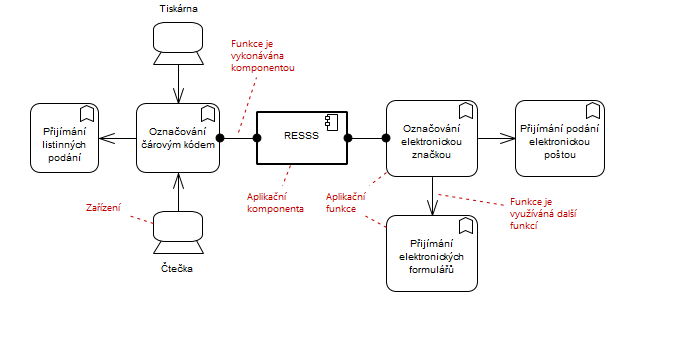 Tiskárna
Funkce je
vykonávána
komponentou
Přijímání
listinných
podání
Označování
čárovým kódem
RESSS
Označování
elektronickou
značkou
Přijímání podání
elektronickou
poštou
Zařízení
Aplikační
komponenta
Aplikační
funkce
Funkce je
využíváná další
funkcí
Přijímání
elektronických
formulářů
Čtečka